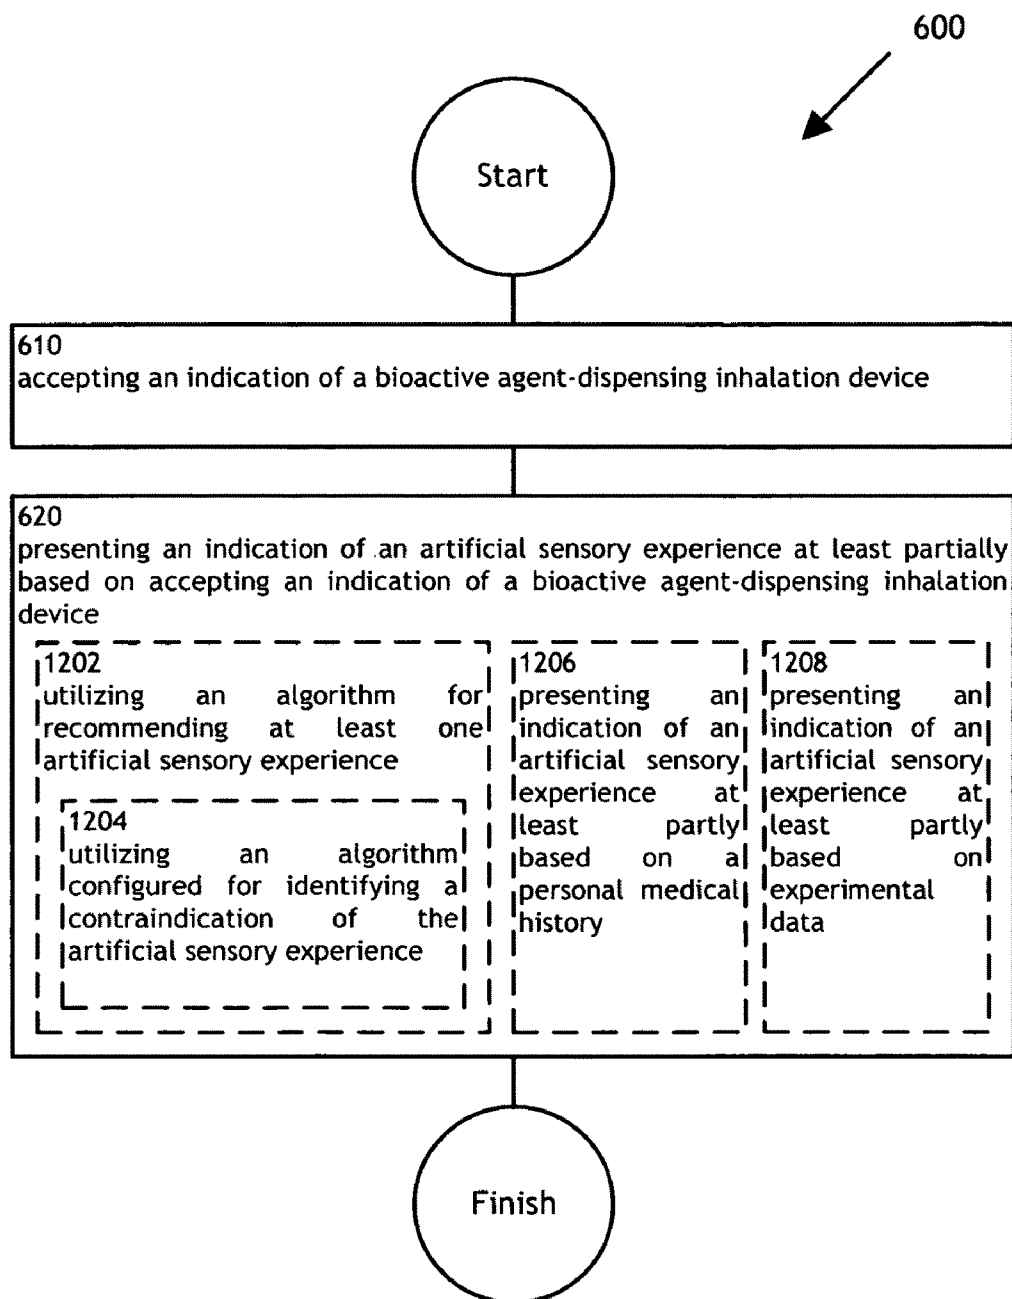 600
Start
610
accepting an indication of a bioactive agent-dispensing inhalation device
620
presenting an indication of an artificial sensory experience at least partially
based on accepting an indication of a bioactive agent-dispensing inhalation
device
1202
utilizing an algorithm for
recommending at least one
artificial sensory experience
1204
utilizing an algorithm
configured for identifying a
contraindication of the
artificial sensory experience
1206
presenting an
indication of an
artificial sensory
experience at
least partly
based on a
personal medical
history
1208
presenting an
indication of an
artificial sensory
experience at
least partly
based on
experimental
data
Finish